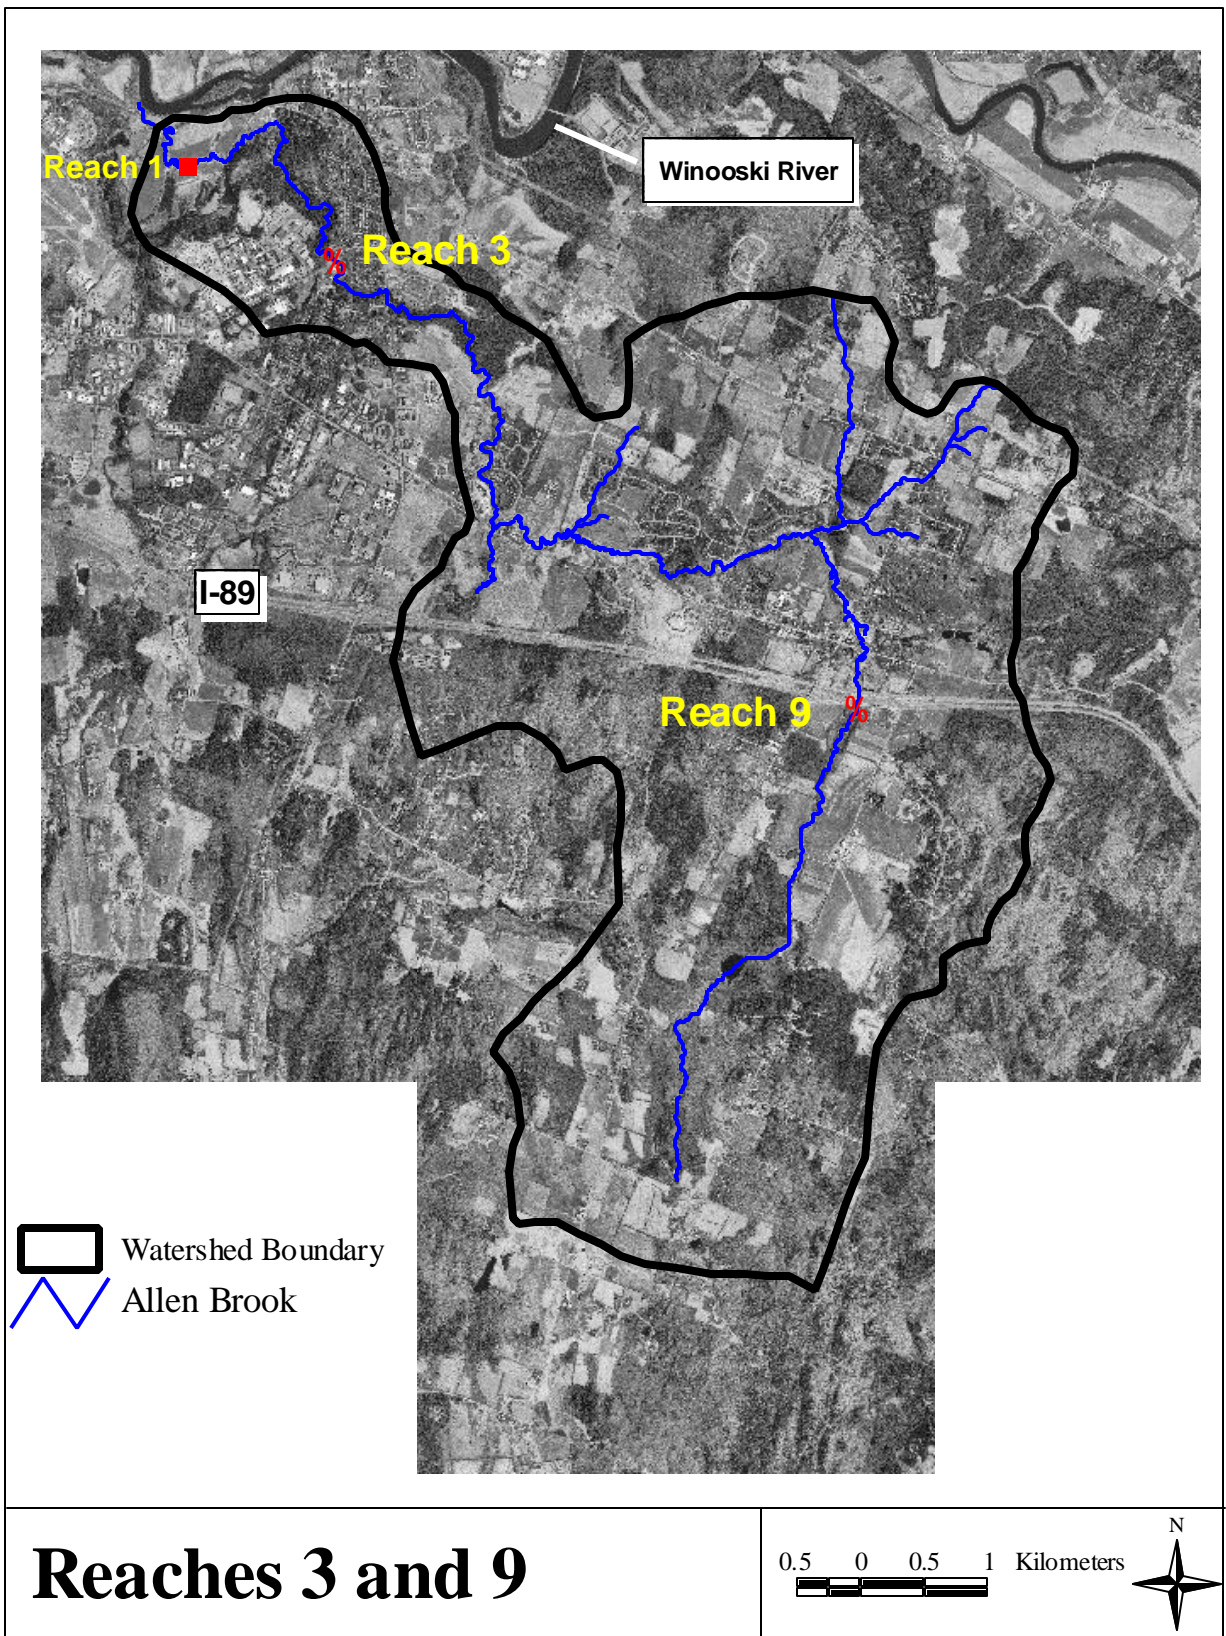 Winooski River
Reach 1
Reach 3
%
I-89
Reach 9
%
Watershed Boundary
Allen Brook
Reaches 3 and 9
0.5 0 0.5 1 Kilometers
N